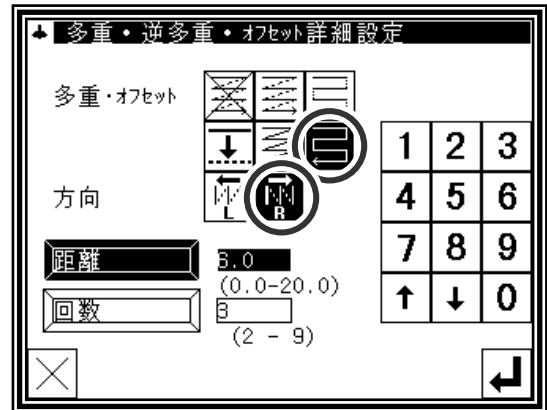 多重・逆多重・オフセット詳細設定
多重・オフセット
方向
L R
距離 6.0
(0.0-20.0)
回数 3
(2 - 9)
1 2 3
4 5 6
7 8 9
↑ ↓ 0